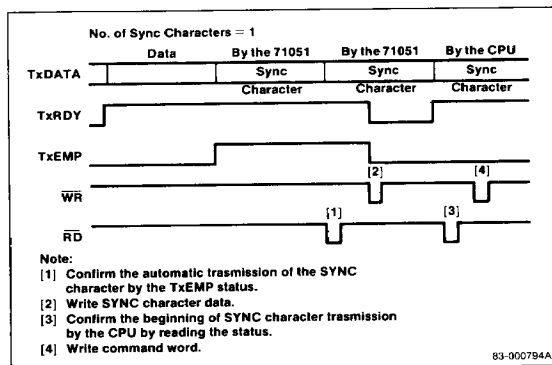 No. of Sync Characters = 1
Data By the 71051 By the 71051 By the CPU
TxDATA Sync Sync Sync
Character Character Character
TxRDY
TxEMP
[2] [4]
WR
[1] [3]
RD
Note:
[1] Confirm the automatic trasmission of the SYNC
character by the TxEMP status.
[2] Write SYNC character data.
[3] Confirm the beginning of SYNC character trasmission
by the CPU by reading the status.
[4] Write command word.
83-000794A